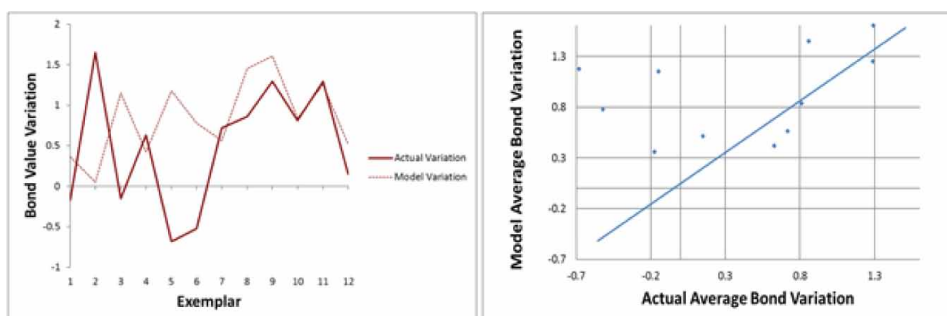 2
1.5
1
0.5
0
-0.5
-1
Bond Value Variation
1 2 3 4 5 6 7 8 9 10 11 12
Exemplar
Actual Variation
Model Variation
Model Average Bond Variation
1.3
0.8
0.3
-0.2
-0.7
-0.7 -0.2 0.3 0.8 1.3
Actual Average Bond Variation